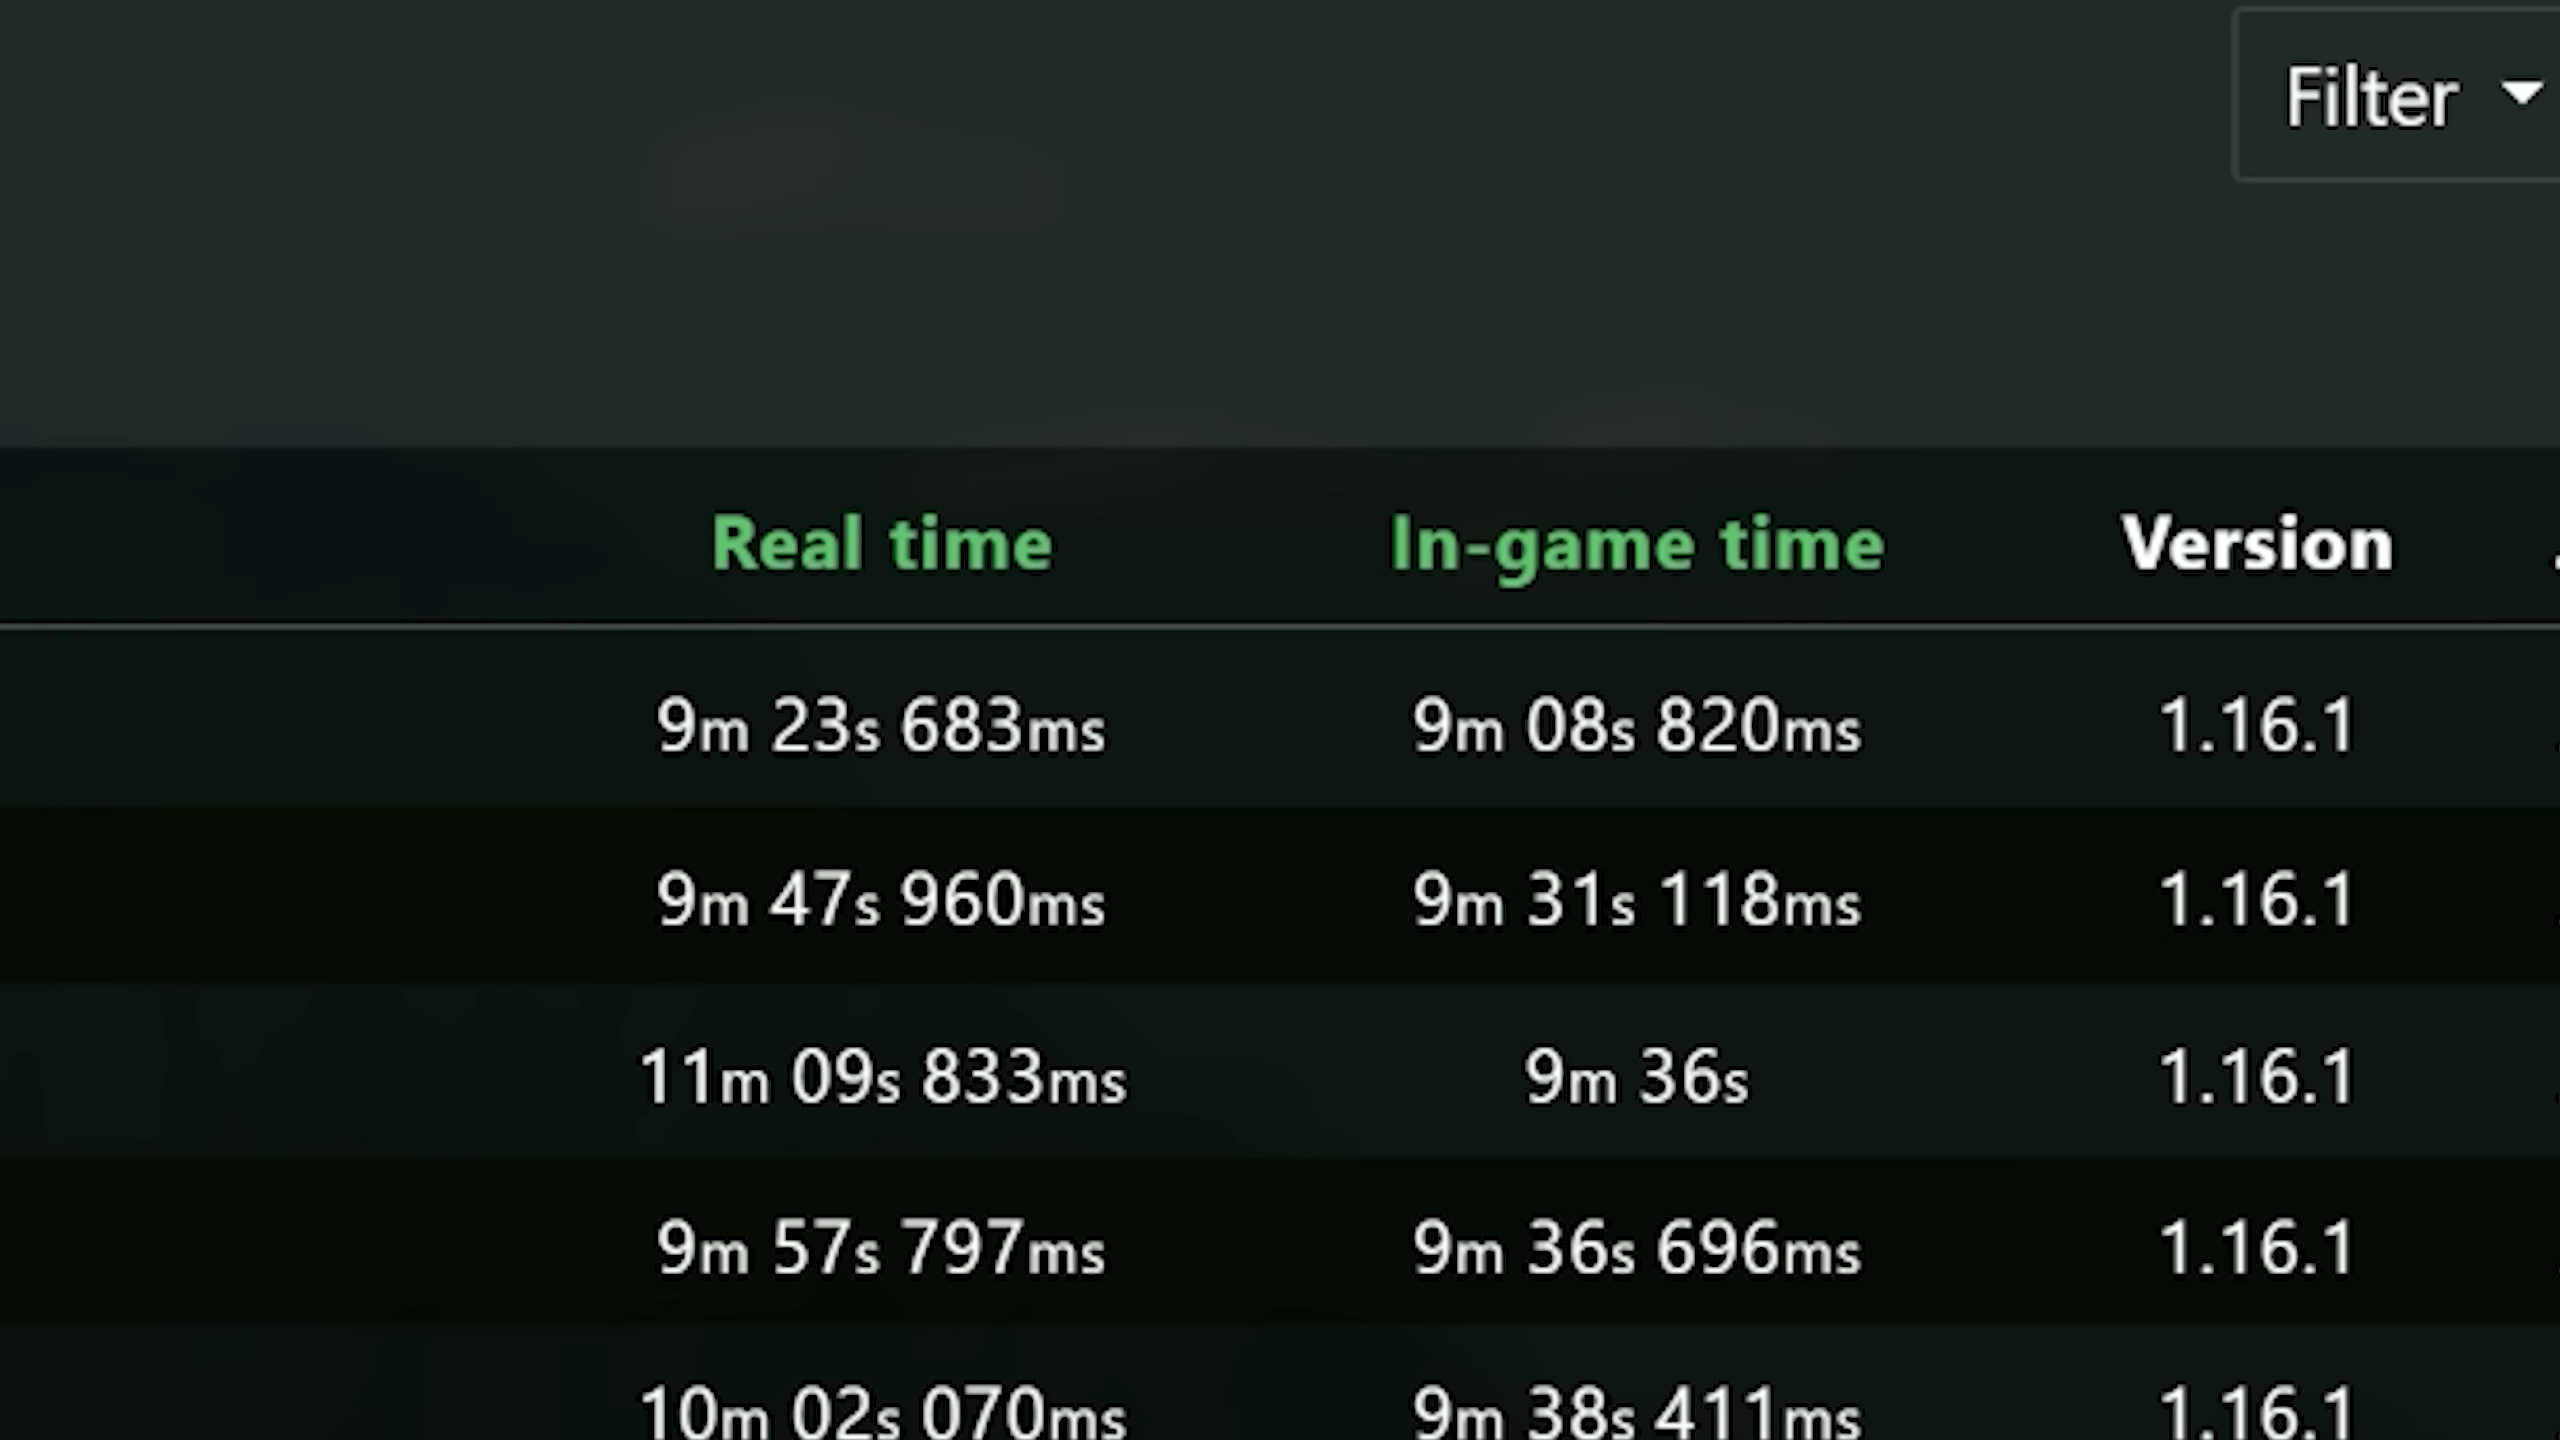 Filter
Real time In-game time Version
9m 23s 683ms 9m 08s 820ms 1.16.1
9m 47s 960ms 9m 31s 118ms 1.16.1
11m 09s 833ms 9m 36s 1.16.1
9m 57s 797ms 9m 36s 696ms 1.16.1
10m 02s 070ms 9m 38s 411ms 1.16.1